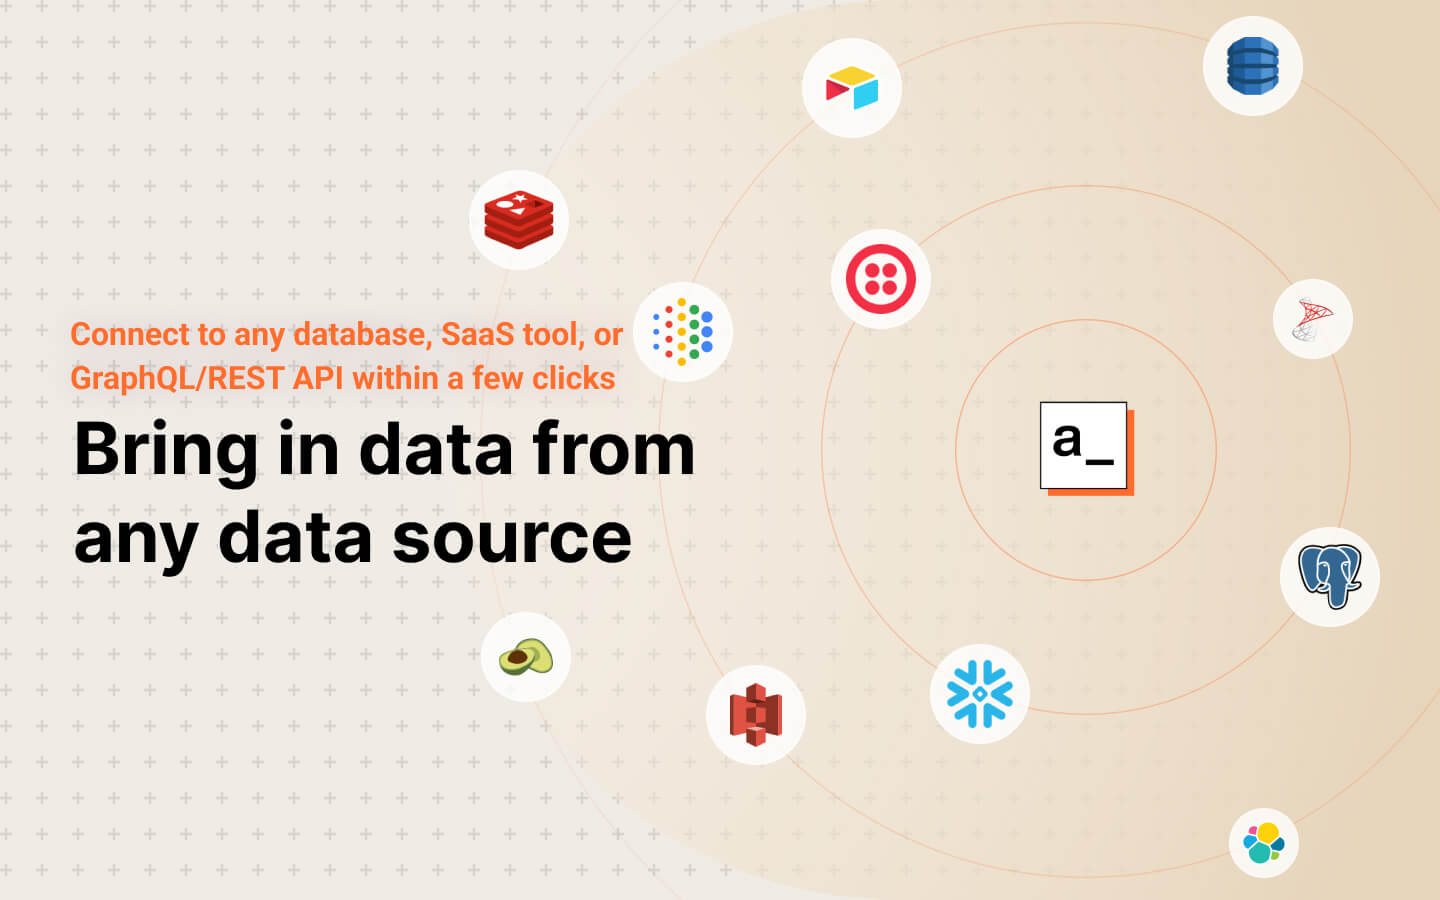 Connect to any database, SaaS tool, or
GraphQL/REST API within a few clicks
Bring in data from
any data source
a_